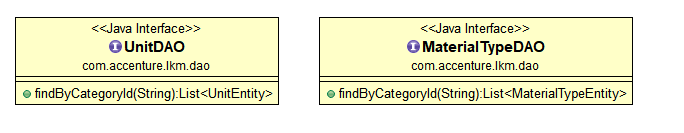 <<Java Interface>>
UnitDAO
com.accenture.lkm.dao
findByCategoryId(String):List<UnitEntity>
<<Java Interface>>
MaterialTypeDAO
com.accenture.lkm.dao
findByCategoryId(String):List<MaterialTypeEntity>